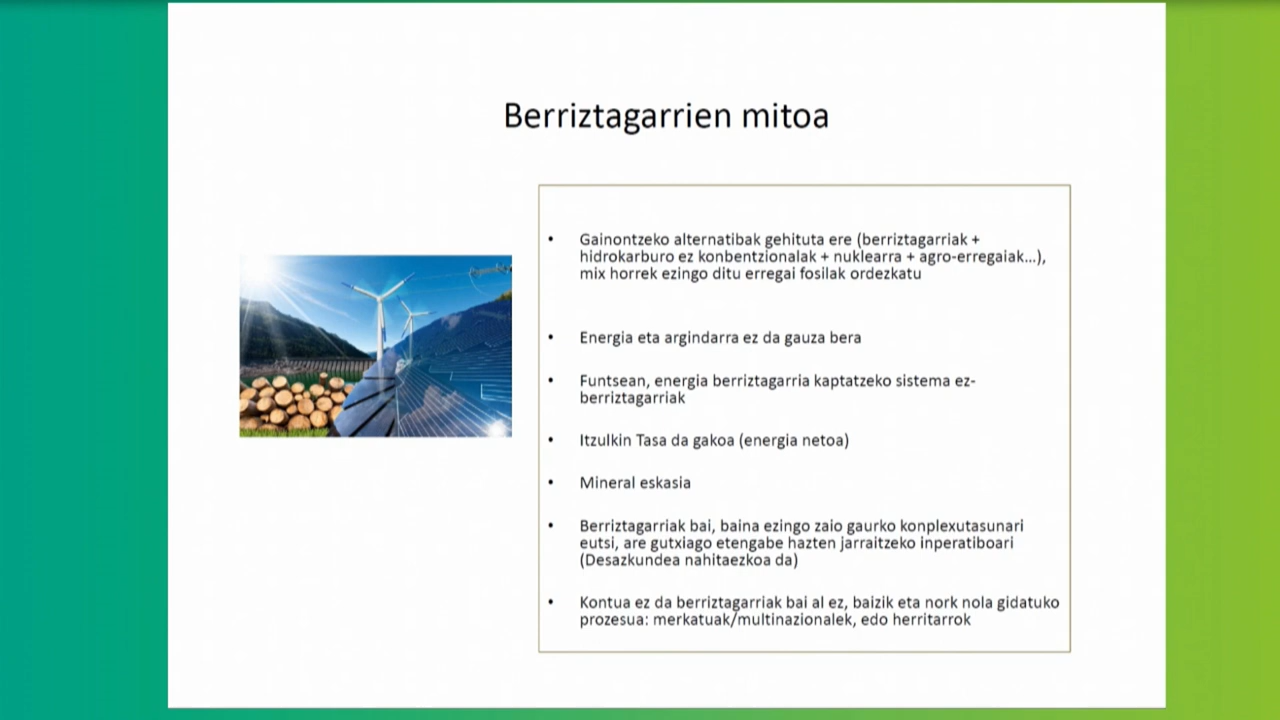 Berriztagarrien mitoa
• Gainontzeko alternatibak gehituta ere (berriztagarriak +
hidrokarburo ez konbentzionalak + nuklearra + agro-erregaiak...),
mix horrek ezingo ditu erregai fosilak ordezkatu
• Energia eta argindarra ez da gauza bera
• Funtsean, energia berriztagarria kaptatzeko sistema ez-
berriztagarriak
• Itzulkin Tasa da gakoa (energia netoa)
• Mineral eskasia
• Berriztagarriak bai, baina ezingo zaio gaurko konplexutasunari
eutsi, are gutxiago etengabe hazten jarraitzeko inperatiboari
(Desazkundea nahitaezkoa da)
• Kontua ez da berriztagarriak bai al ez, baizik eta nork nola gidatuko
prozesua: merkatuak/multinazionalek, edo herritarrok